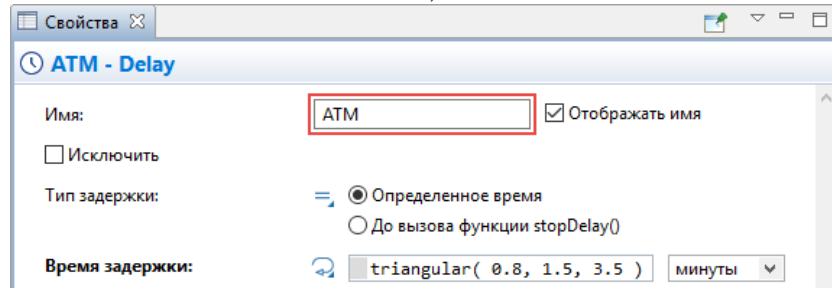 Свойства
ATM - Delay
Имя: ATM Отображать имя
Исключить
Тип задержки: Определенное время
До вызова функции stopDelay()
Время задержки: triangular( 0.8, 1.5, 3.5 ) минуты